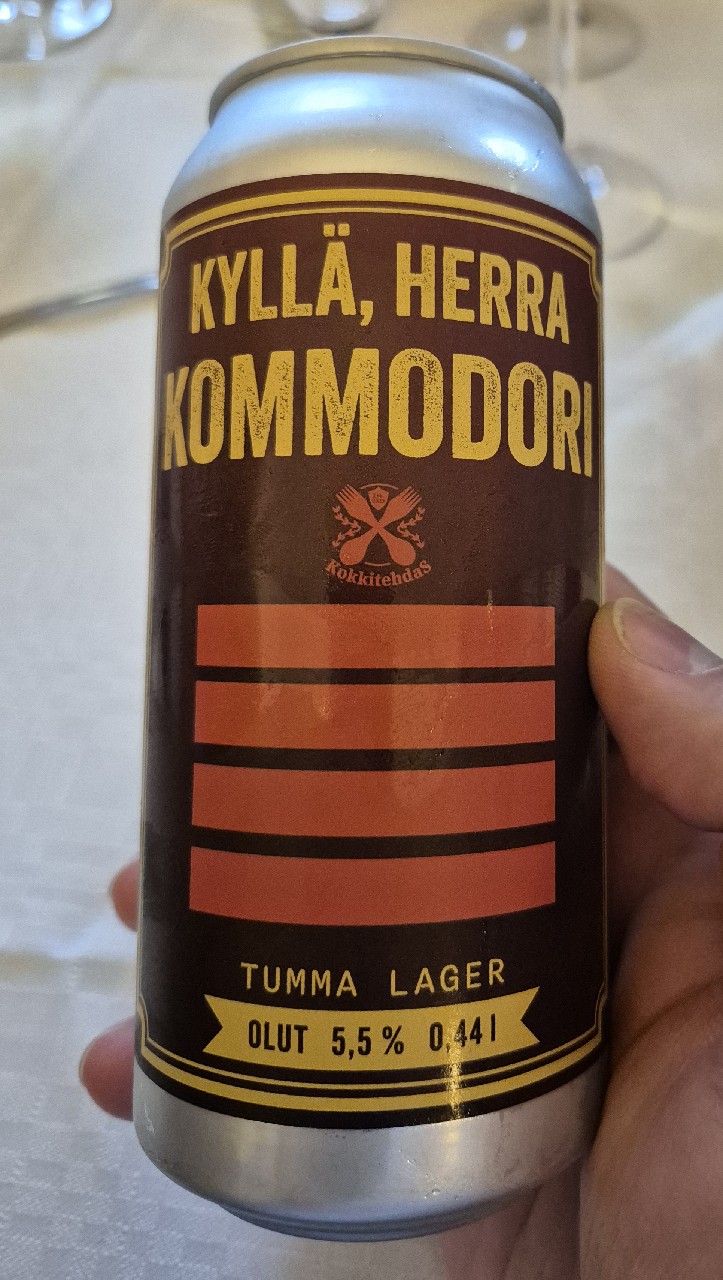 KYLLÄ, HERRA
KOMMODORI
KokkitehdaS
TUMMA LAGER
OLUT 5,5 % 0,44 l